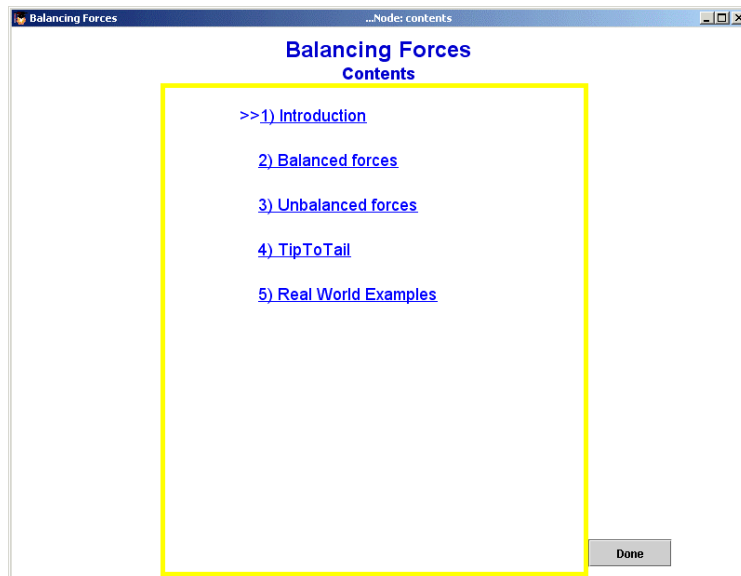 Balancing Forces ...Node: contents
Balancing Forces
Contents
>>1) Introduction
2) Balanced forces
3) Unbalanced forces
4) TipToTail
5) Real World Examples
Done